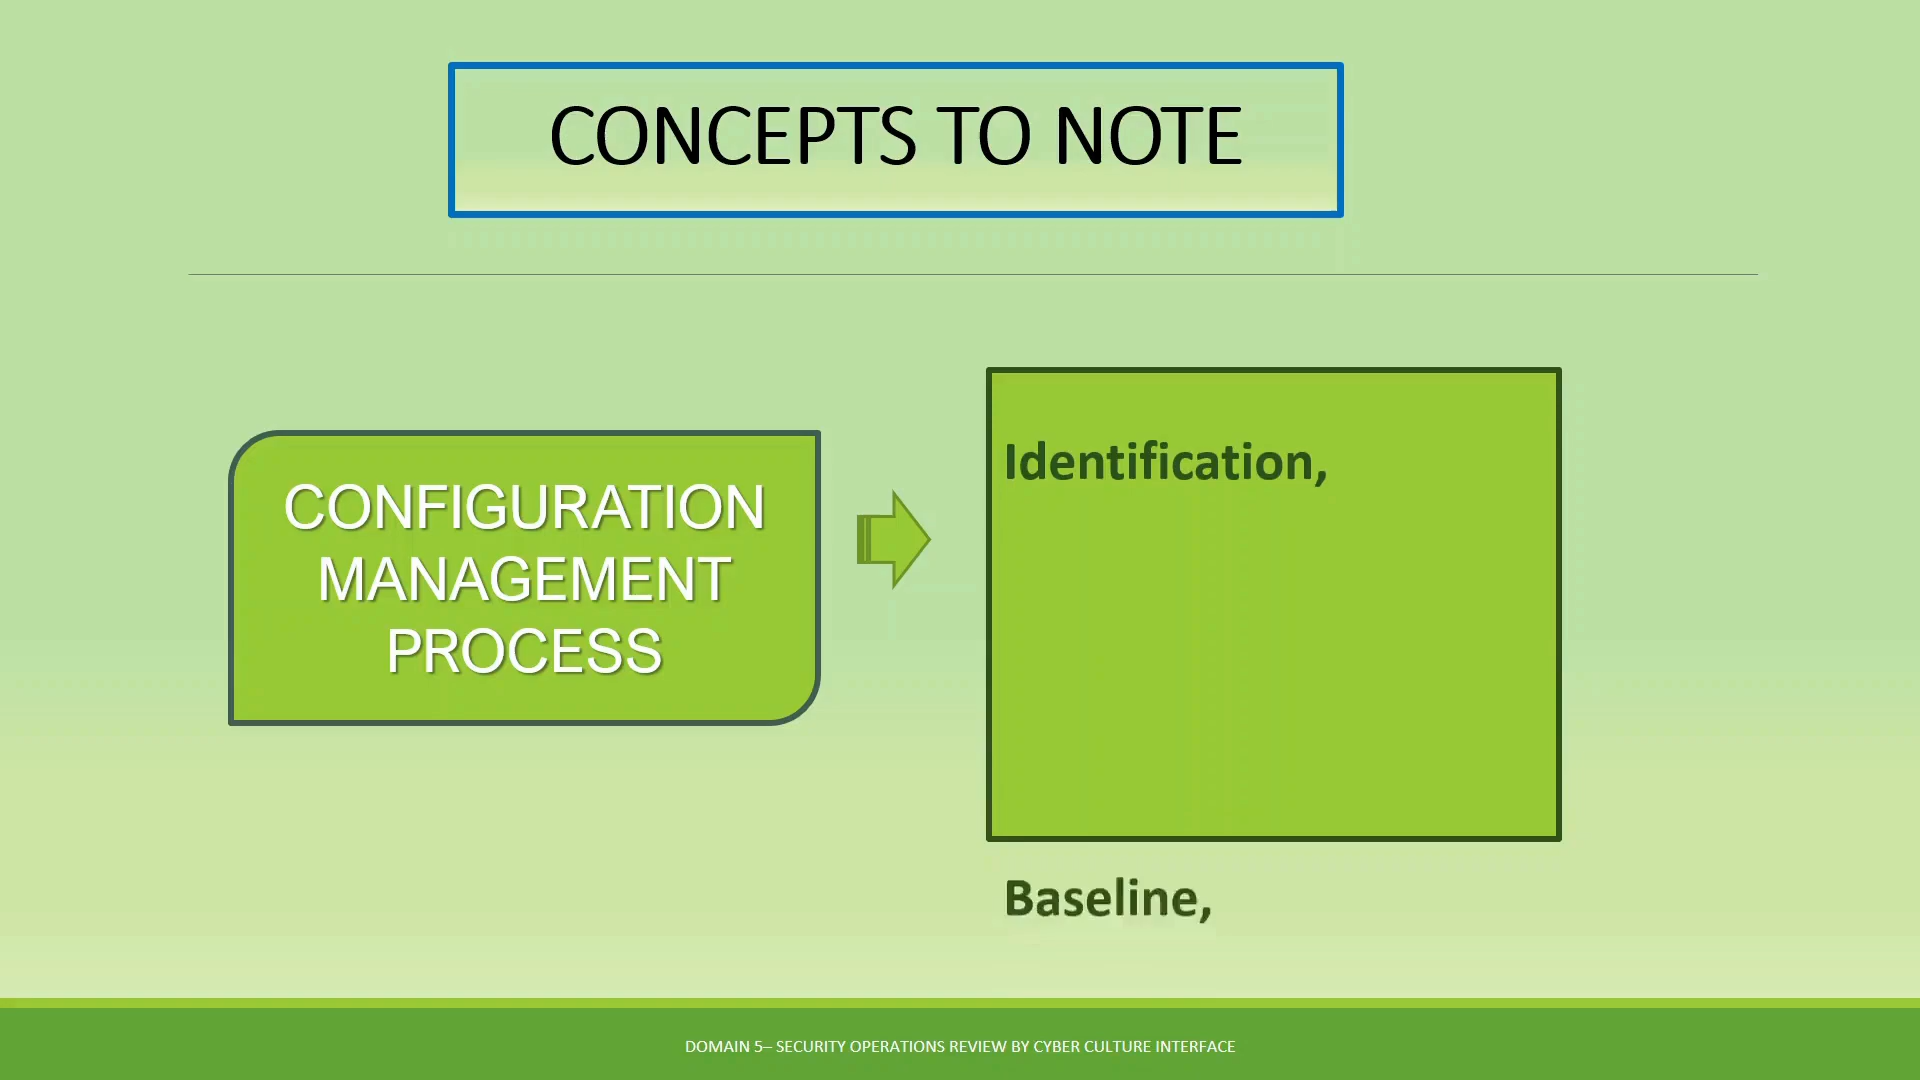 CONCEPTS TO NOTE
CONFIGURATION
MANAGEMENT
PROCESS
Identification,
Baseline,
DOMAIN 5– SECURITY OPERATIONS REVIEW BY CYBER CULTURE INTERFACE